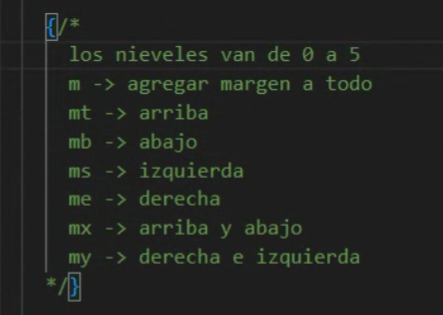 {/*
los nieveles van de 0 a 5
m -> agregar margen a todo
mt -> arriba
mb -> abajo
ms -> izquierda
me -> derecha
mx -> arriba y abajo
my -> derecha e izquierda
*/}